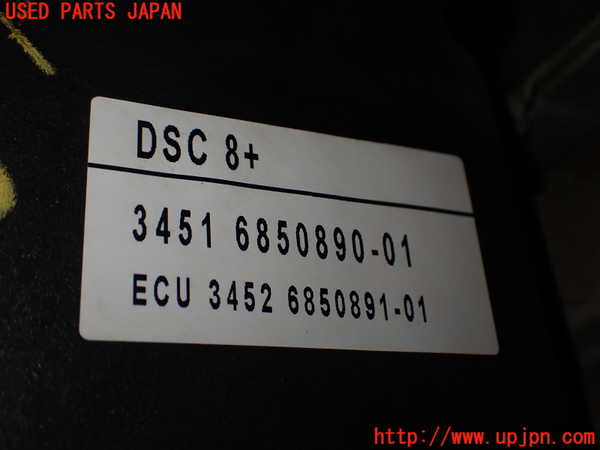 USED PARTS JAPAN
DSC 8+
3451 6850890-01
ECU 3452 6850891-01
http://www.upjpn.com/